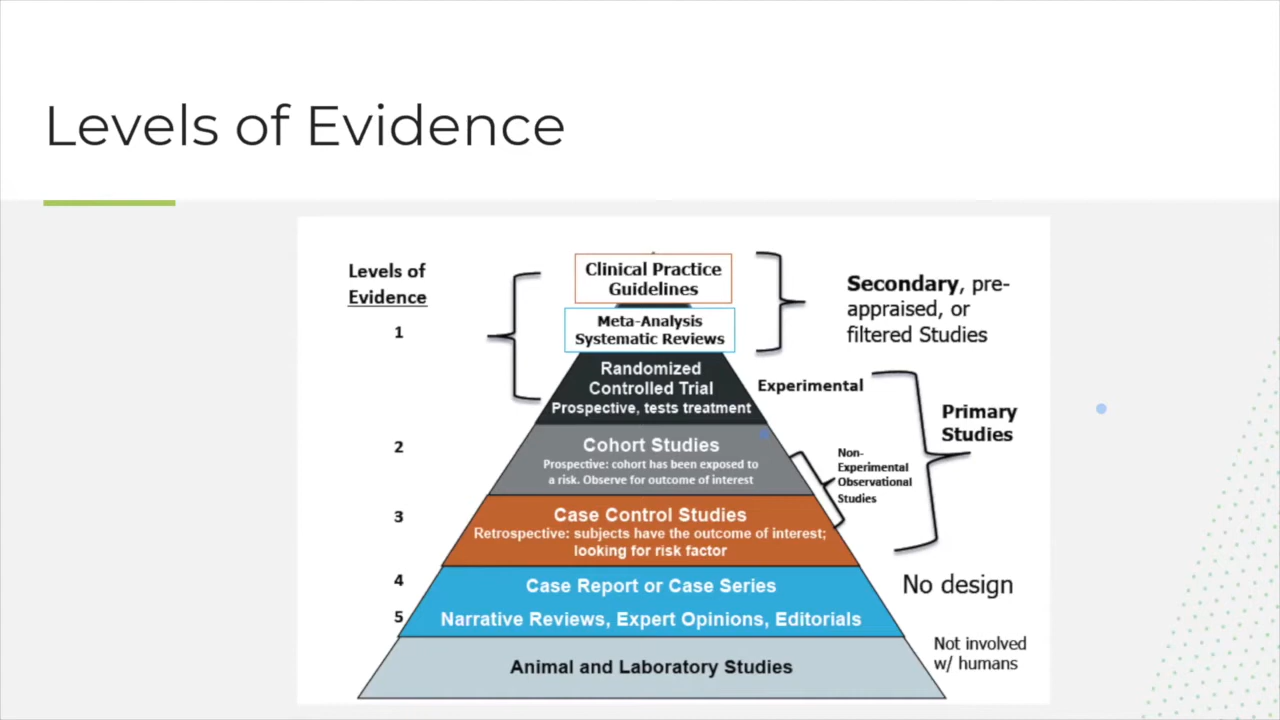 Levels of Evidence
Levels of
Evidence
1
2
3
4
5
Clinical Practice
Guidelines
Meta-Analysis
Systematic Reviews
Randomized
Controlled Trial
Prospective, tests treatment
Cohort Studies
Prospective: cohort has been exposed to
a risk. Observe for outcome of interest
Case Control Studies
Retrospective: subjects have the outcome of interest;
looking for risk factor
Case Report or Case Series
Narrative Reviews, Expert Opinions, Editorials
Animal and Laboratory Studies
Secondary, pre-
appraised, or
filtered Studies
Experimental
Primary
Studies
Non-
Experimental
Observational
Studies
No design
Not involved
w/ humans